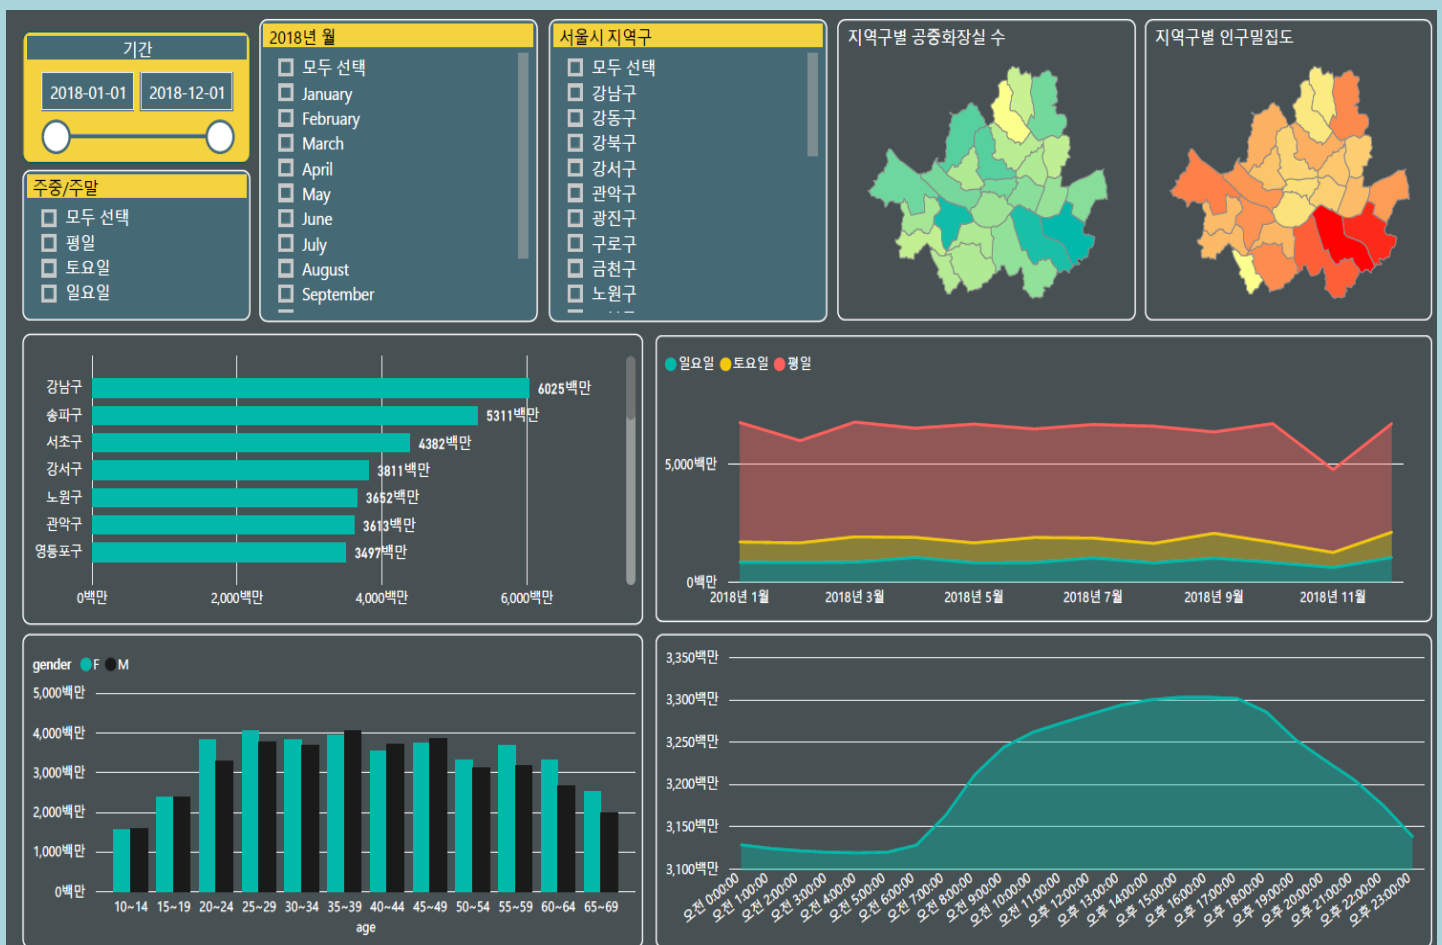 기간
2018-01-01
2018-12-01
주중/주말
모두 선택
평일
토요일
일요일
2018년 월
모두 선택
January
February
March
April
May
June
July
August
September
서울시 지역구
모두 선택
강남구
강동구
강북구
강서구
관악구
광진구
구로구
금천구
노원구
지역구별 공중화장실 수
지역구별 인구밀집도
강남구 6025백만
송파구 5311백만
서초구 4382백만
강서구 3811백만
노원구 3652백만
관악구 3613백만
영등포구 3497백만
0백만 2,000백만 4,000백만 6,000백만
일요일 토요일 평일
5,000백만
0백만
2018년 1월 2018년 3월 2018년 5월 2018년 7월 2018년 9월 2018년 11월
gender F M
5,000백만
4,000백만
3,000백만
2,000백만
1,000백만
0백만
10~14 15~19 20~24 25~29 30~34 35~39 40~44 45~49 50~54 55~59 60~64 65~69
age
3,350백만
3,300백만
3,250백만
3,200백만
3,150백만
3,100백만
오전 0:00:00
오전 1:00:00
오전 2:00:00
오전 3:00:00
오전 4:00:00
오전 5:00:00
오전 6:00:00
오전 7:00:00
오전 8:00:00
오전 9:00:00
오전 10:00:00
오전 11:00:00
오후 12:00:00
오후 13:00:00
오후 14:00:00
오후 15:00:00
오후 16:00:00
오후 17:00:00
오후 18:00:00
오후 19:00:00
오후 20:00:00
오후 21:00:00
오후 22:00:00
오후 23:00:00